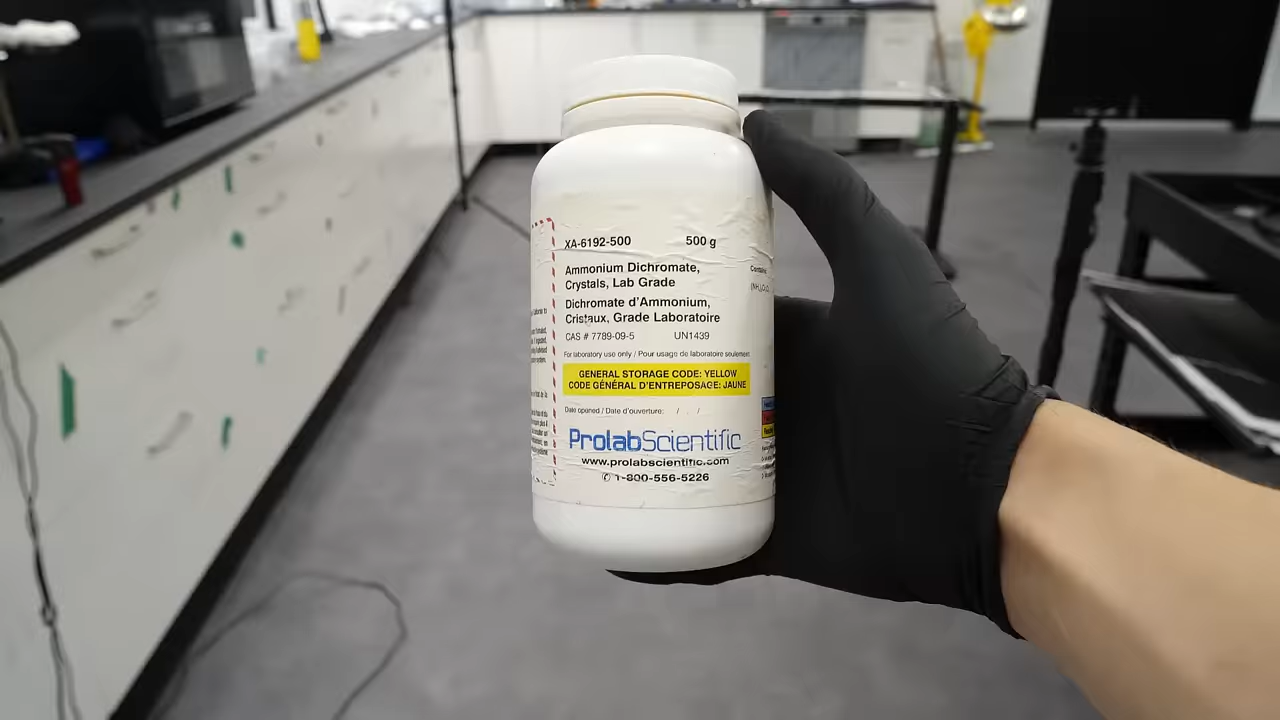 XA-6192-500 500 g
Ammonium Dichromate,
Crystals, Lab Grade
Dichromate d'Ammonium,
Cristaux, Grade Laboratoire
CAS # 7789-09-5 UN1439
For laboratory use only / Pour usage de laboratoire seulement
GENERAL STORAGE CODE: YELLOW
CODE GÉNÉRAL D'ENTREPOSAGE: JAUNE
Date opened / Date d'ouverture: / /
ProlabScientific
www.prolabscientific.com
✆ 1-800-556-5226